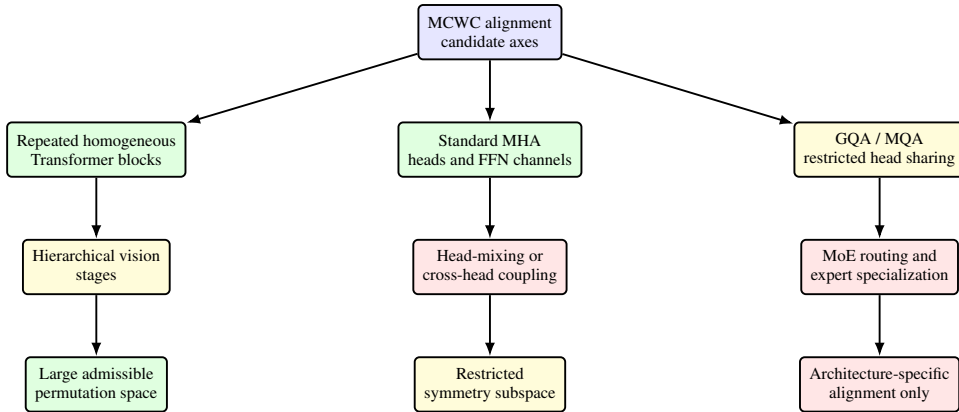 MCWC alignment
candidate axes
Repeated homogeneous
Transformer blocks
Standard MHA
heads and FFN channels
GQA / MQA
restricted head sharing
Hierarchical vision
stages
Head-mixing or
cross-head coupling
MoE routing and
expert specialization
Large admissible
permutation space
Restricted
symmetry subspace
Architecture-specific
alignment only